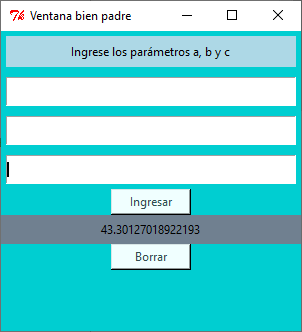 Ventana bien padre
Ingrese los parámetros a, b y c
Ingresar
43.30127018922193
Borrar